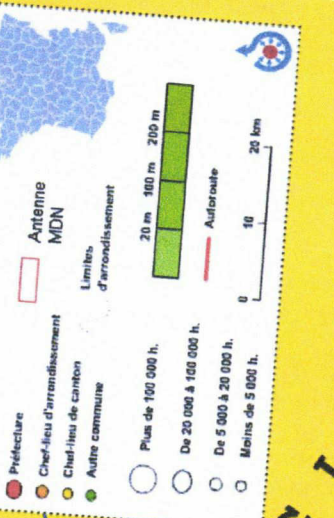 Préfecture
Chef-lieu d'arrondissement
Chef-lieu de canton
Autre commune
Antenne
MDN
Limites
d'arrondissement
Plus de 100 000 h.
De 20 000 à 100 000 h.
De 5 000 à 20 000 h.
Moins de 5 000 h.
20 m 100 m 200 m
Autoroute
0 10 20 km